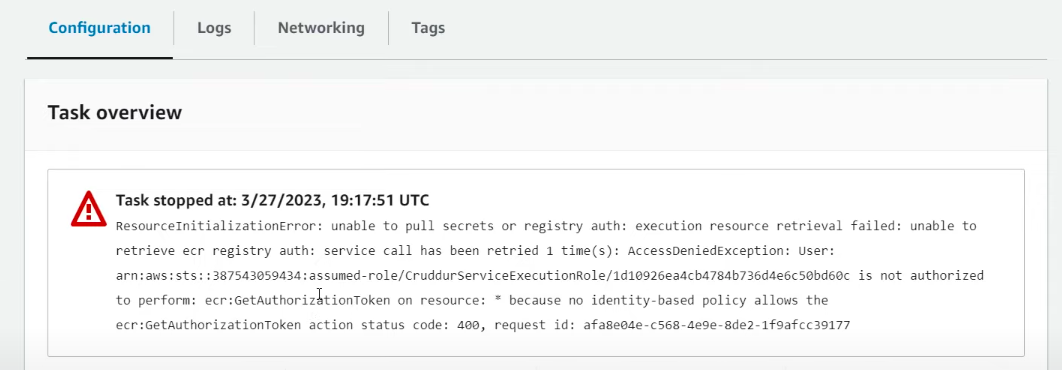 Configuration Logs Networking Tags
Task overview
Task stopped at: 3/27/2023, 19:17:51 UTC
ResourceInitializationError: unable to pull secrets or registry auth: execution resource retrieval failed: unable to
retrieve ecr registry auth: service call has been retried 1 time(s): AccessDeniedException: User:
arn:aws:sts::387543059434:assumed-role/CruddurServiceExecutionRole/1d10926ea4cb4784b736d4e6c50bd60c is not authorized
to perform: ecr:GetAuthorizationToken on resource: * because no identity-based policy allows the
ecr:GetAuthorizationToken action status code: 400, request id: afa8e04e-c568-4e9e-8de2-1f9afcc39177